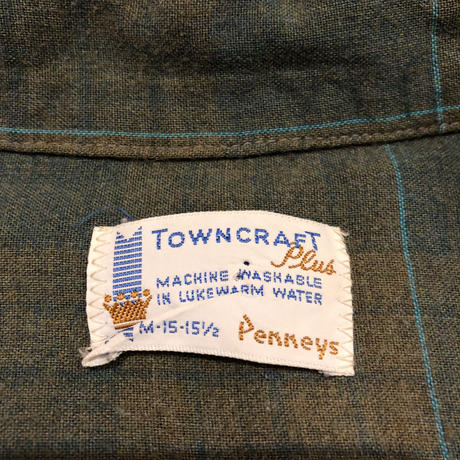 TOWNCRAFT
Plus
MACHINE WASHABLE
IN LUKEWARM WATER
M-15-15½
Penneys